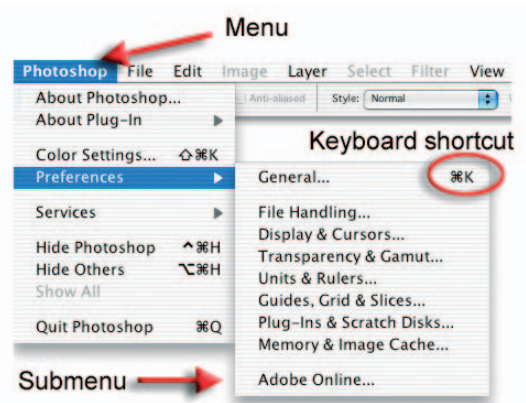 Menu
Photoshop File Edit Image Layer Select Filter View
Anti-aliased Style: Normal
About Photoshop...
About Plug-In
Keyboard shortcut
Color Settings... ⇧⌘K
Preferences
General... ⌘K
Services
File Handling...
Display & Cursors...
Transparency & Gamut...
Units & Rulers...
Guides, Grid & Slices...
Plug-Ins & Scratch Disks...
Memory & Image Cache...
Adobe Online...
Hide Photoshop ^⌘H
Hide Others ⌥⌘H
Show All
Quit Photoshop ⌘Q
Submenu